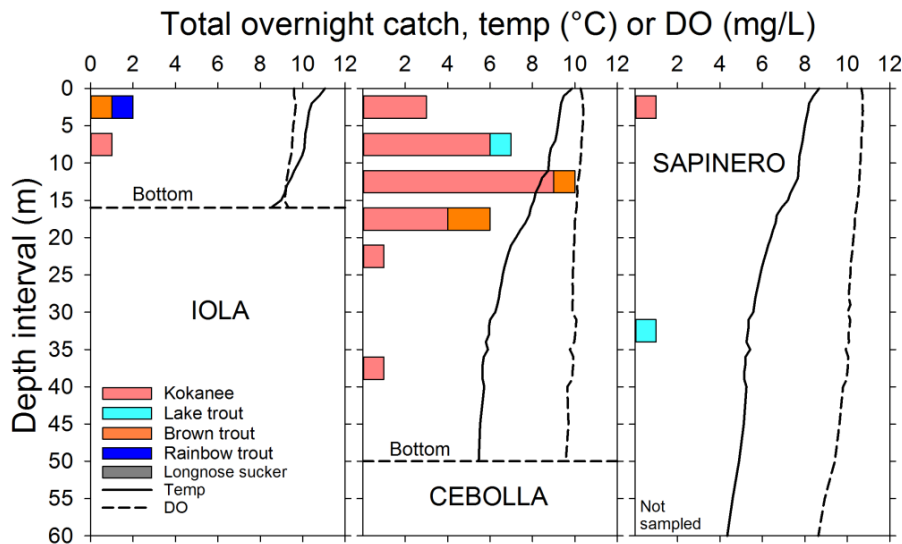 Total overnight catch, temp (°C) or DO (mg/L)
0 2 4 6 8 10 12 2 4 6 8 10 12 2 4 6 8 10 12
Depth interval (m)
0
5
10
15
20
25
30
35
40
45
50
55
60
Bottom
IOLA
Kokanee
Lake trout
Brown trout
Rainbow trout
Longnose sucker
Temp
DO
Bottom
CEBOLLA
SAPINERO
Not
sampled